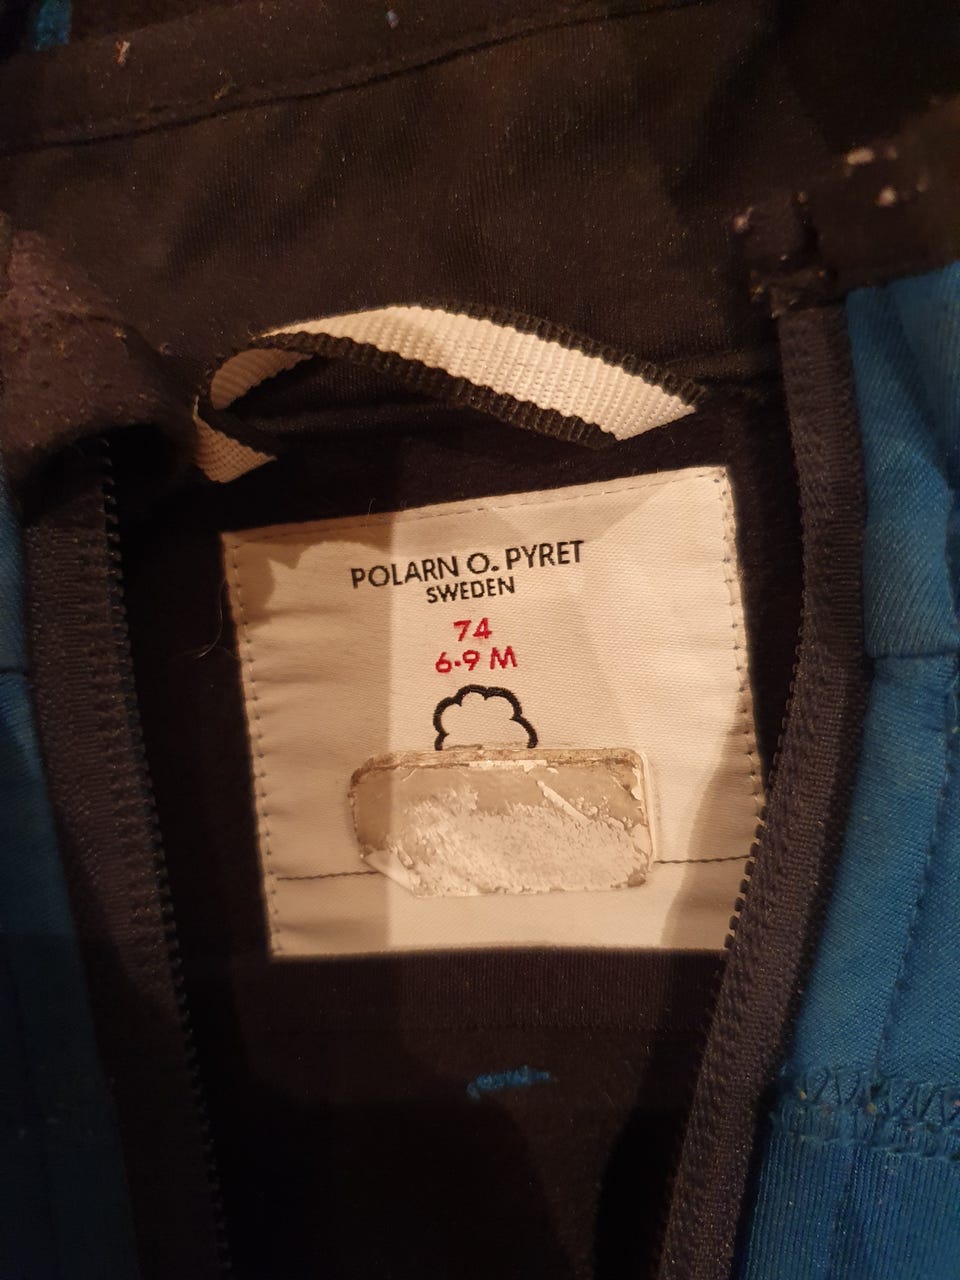 POLARN O. PYRET
SWEDEN
74
6-9 M